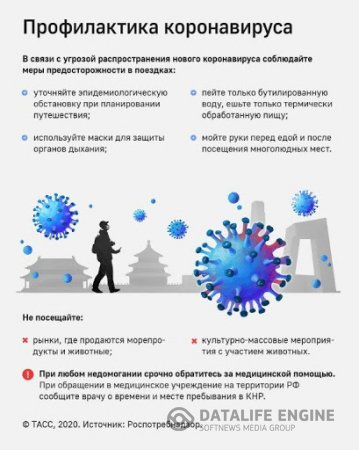 Профилактика коронавируса
В связи с угрозой распространения нового коронавируса соблюдайте
меры предосторожности в поездках:
уточняйте эпидемиологическую
обстановку при планировании
путешествия;
используйте маски для защиты
органов дыхания;
пейте только бутилированную
воду, ешьте только термически
обработанную пищу;
мойте руки перед едой и после
посещения многолюдных мест.
Не посещайте:
рынки, где продаются морепро-
дукты и животные;
культурно-массовые мероприя-
тия с участием животных.
При любом недомогании срочно обратитесь за медицинской помощью.
При обращении в медицинское учреждение на территории РФ
сообщите врачу о времени и месте пребывания в КНР.
© ТАСС, 2020. Источник: Роспотребнадзор.
DATALIFE ENGINE
SOFTNEWS MEDIA GROUP